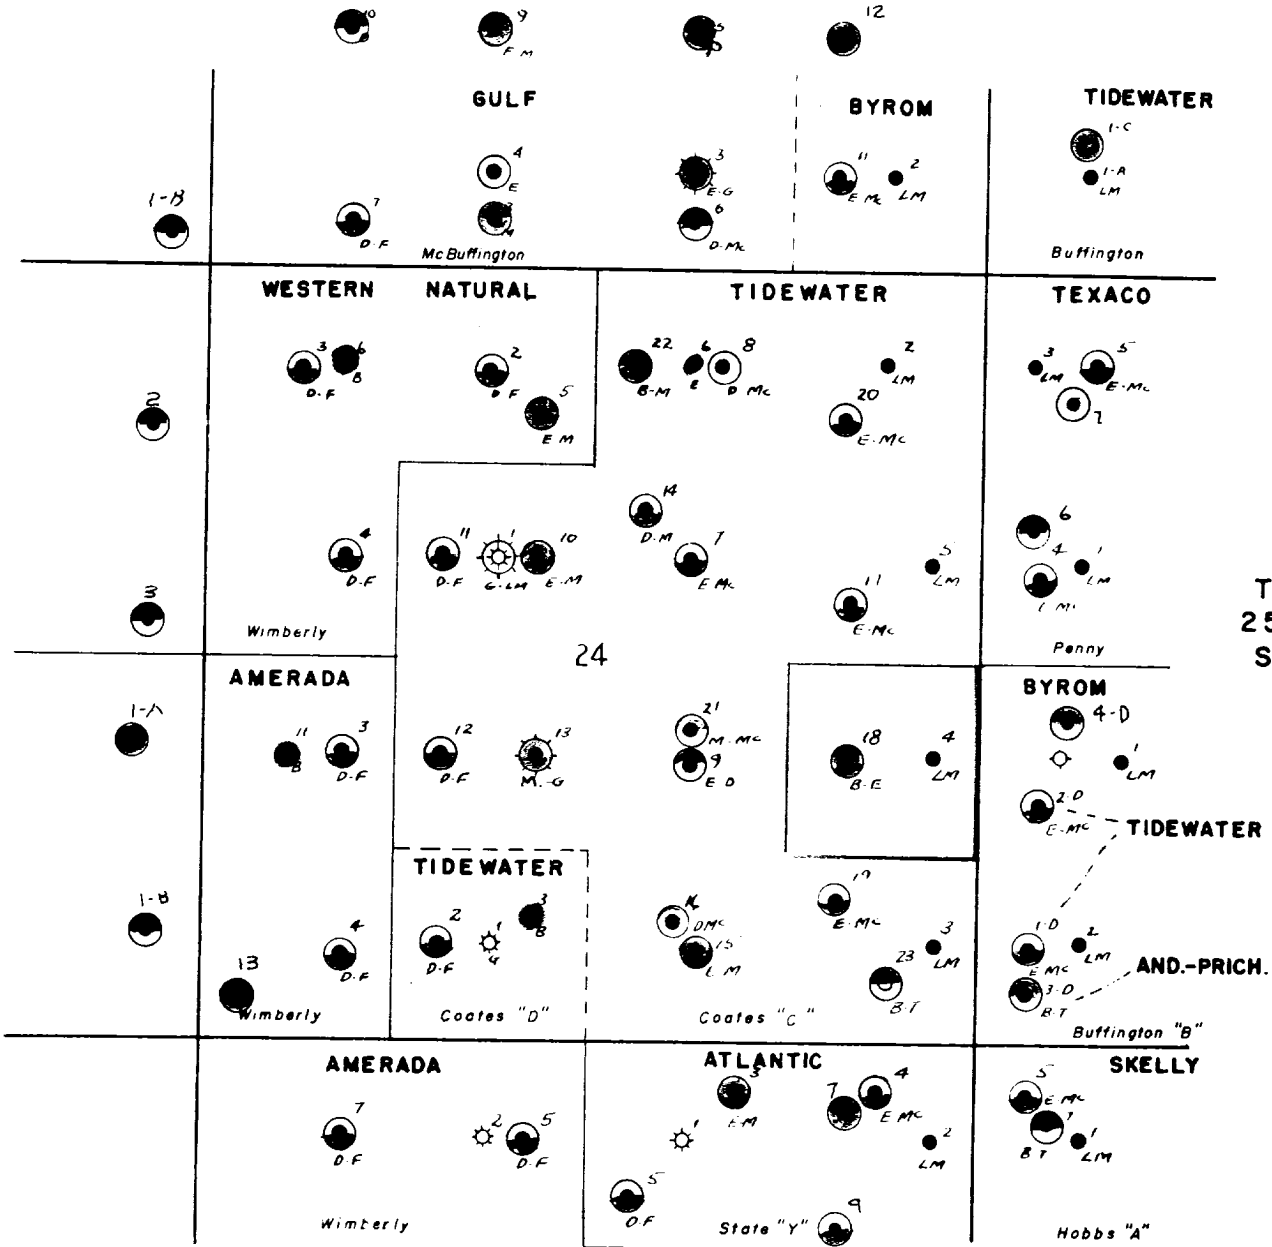 10 9 5 12
F M
GULF BYROM TIDEWATER
1-C
4 3 11 2 1-A
E E-G E Mc LM LM
1-B 7 6
D-F M D-Mc
McBuffington Buffington
WESTERN NATURAL TIDEWATER TEXACO
3 6 2 22 6 8 2 3 5
D-F B D F B-M E D Mc LM LM E-Mc
2 5 20 7
E M E-Mc
14 6
D-M
4 11 1 10 7 5 4 1
D-F D-F G-LM E-M E Mc LM LM
3 17
E-Mc
Wimberly 24 Penny
T
25
S
AMERADA BYROM
1-A 4-D
11 3 12 13 21 18 4 1
M-Mc
B D-F D-F M.-G 9 B-E LM LM
E D
2-D
E-Mc TIDEWATER
TIDEWATER
1-B 2 1 3 16 19 3 1-D 2
B DMc E-Mc
4 D-F G 15 LM E Mc LM
D-F 23 AND.-PRICH.
13 3-D
B-T B-T
Wimberly Coates "D" Coates "C" Buffington "B"
AMERADA ATLANTIC SKELLY
3 7 4 5
E-M E-Mc E-Mc
7 2 5 1 2 7 1
D-F D-F LM B T LM
5
D-F
9
Wimberly State "Y" Hobbs "A"